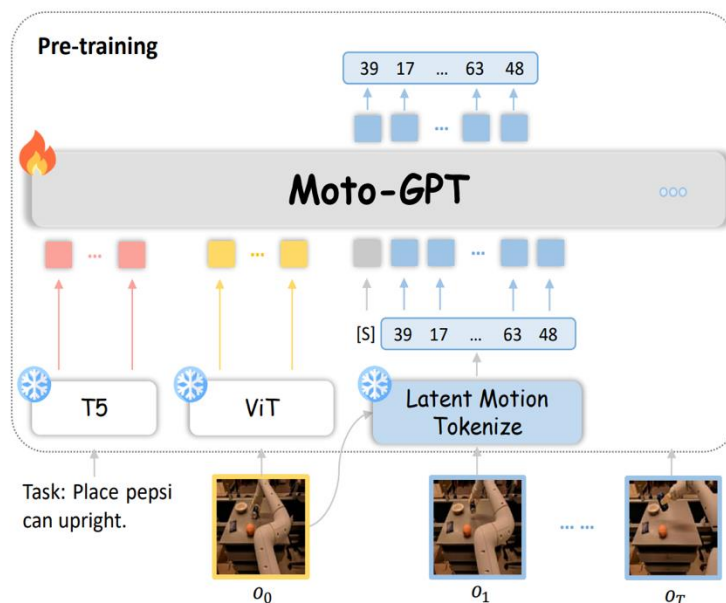 Pre-training
39 17 ... 63 48
Moto-GPT
[S] 39 17 ... 63 48
T5
ViT
Latent Motion
Tokenize
Task: Place pepsi
can upright.
o0
o1
oT